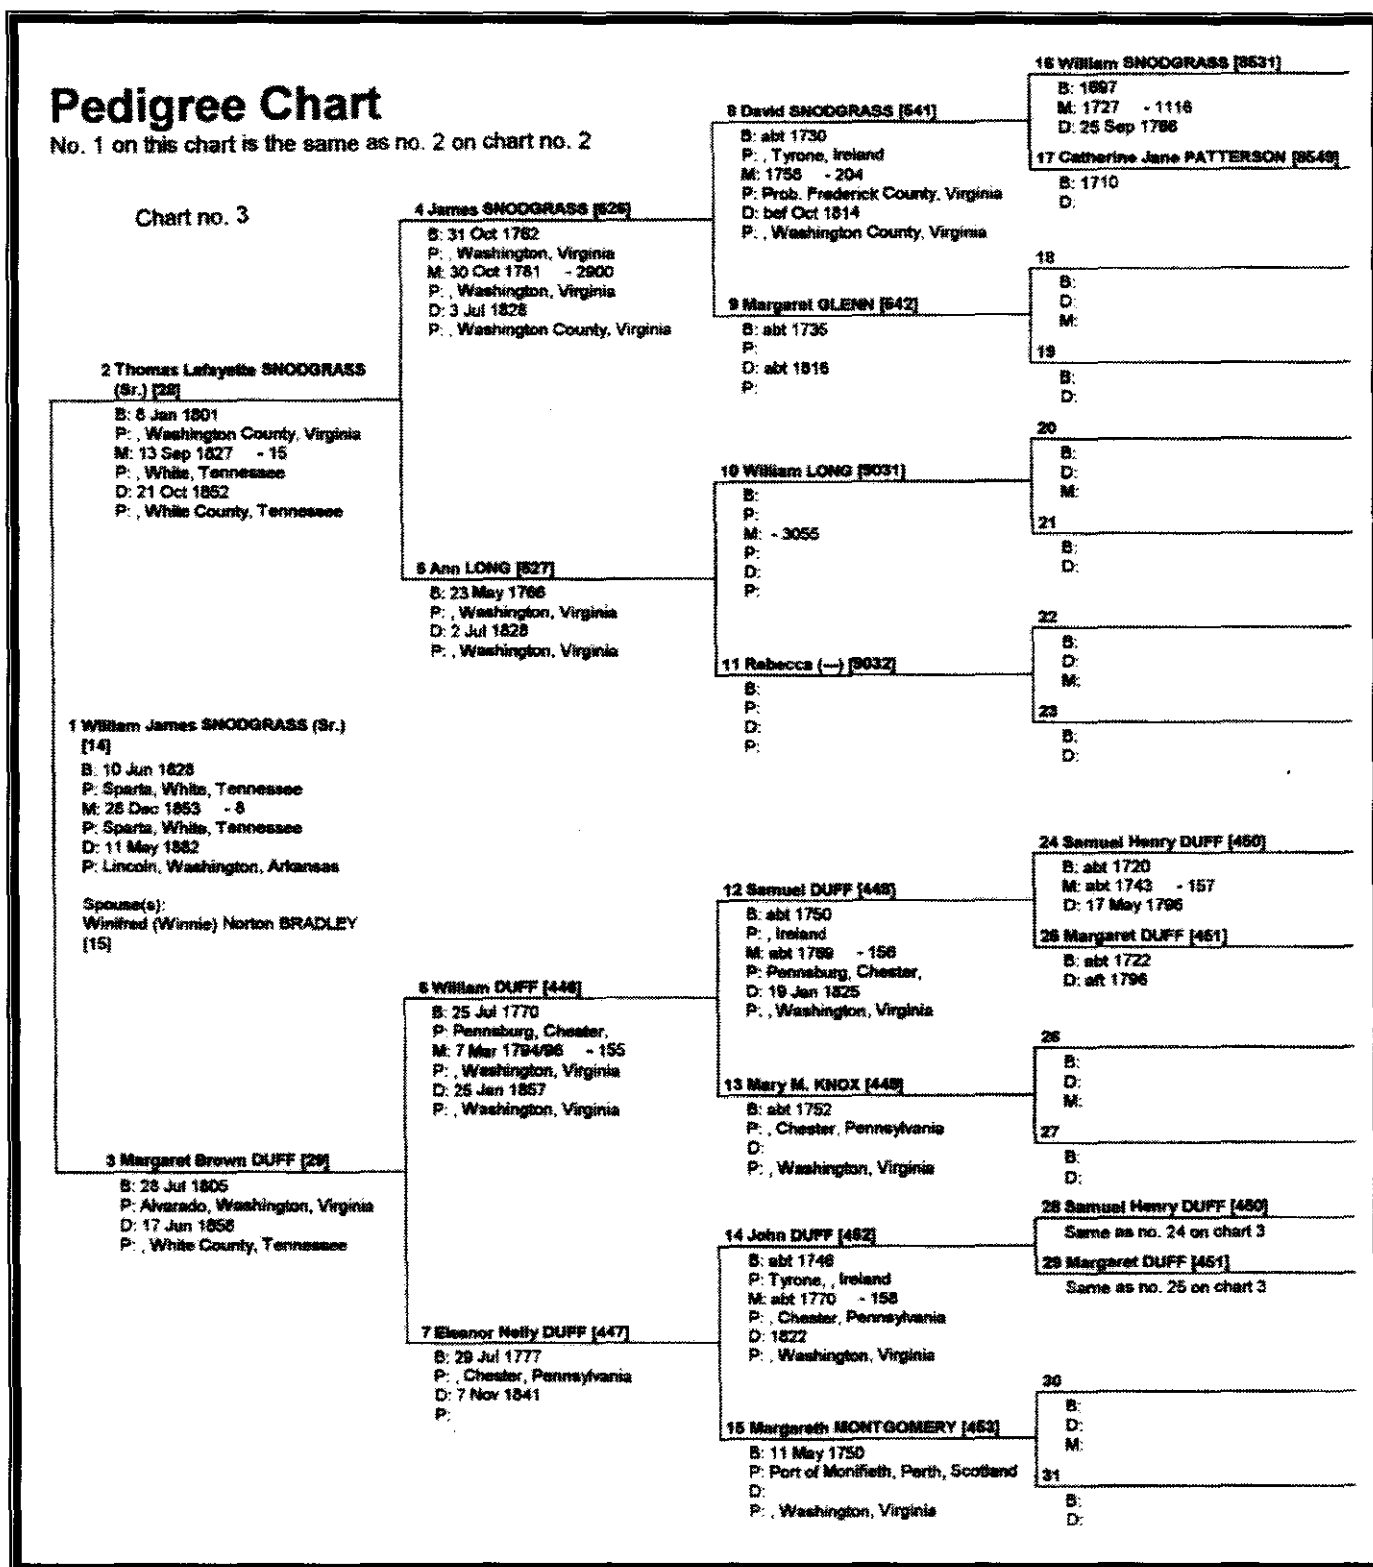 Pedigree Chart
No. 1 on this chart is the same as no. 2 on chart no. 2
Chart no. 3
1 William James SNODGRASS (Sr.)
[14]
B: 10 Jun 1828
P: Sparta, White, Tennessee
M: 28 Dec 1853 - 8
P: Sparta, White, Tennessee
D: 11 May 1882
P: Lincoln, Washington, Arkansas
Spouse(s):
Winifred (Winnie) Norton BRADLEY
[15]
2 Thomas Lafayette SNODGRASS
(Sr.) [28]
B: 8 Jan 1801
P: , Washington County, Virginia
M: 13 Sep 1827 - 15
P: , White, Tennessee
D: 21 Oct 1852
P: , White County, Tennessee
3 Margaret Brown DUFF [29]
B: 28 Jul 1805
P: Alvarado, Washington, Virginia
D: 17 Jun 1858
P: , White County, Tennessee
4 James SNODGRASS [526]
B: 31 Oct 1762
P: , Washington, Virginia
M: 30 Oct 1781 - 2900
P: , Washington, Virginia
D: 3 Jul 1828
P: , Washington County, Virginia
5 Ann LONG [527]
B: 23 May 1766
P: , Washington, Virginia
D: 2 Jul 1828
P: , Washington, Virginia
6 William DUFF [446]
B: 25 Jul 1770
P: Pennsburg, Chester,
M: 7 Mar 1794/96 - 155
P: , Washington, Virginia
D: 25 Jan 1857
P: , Washington, Virginia
7 Eleanor Nelly DUFF [447]
B: 29 Jul 1777
P: , Chester, Pennsylvania
D: 7 Nov 1841
P:
8 David SNODGRASS [541]
B: abt 1730
P: , Tyrone, Ireland
M: 1758 - 204
P: Prob. Frederick County, Virginia
D: bef Oct 1814
P: , Washington County, Virginia
9 Margaret GLENN [542]
B: abt 1735
P:
D: abt 1816
P:
10 William LONG [9031]
B:
P:
M: - 3055
P:
D:
P:
11 Rebecca (---) [9032]
B:
P:
D:
P:
12 Samuel DUFF [448]
B: abt 1750
P: , Ireland
M: abt 1769 - 156
P: Pennsburg, Chester,
D: 19 Jan 1825
P: , Washington, Virginia
13 Mary M. KNOX [449]
B: abt 1752
P: , Chester, Pennsylvania
D:
P: , Washington, Virginia
14 John DUFF [452]
B: abt 1746
P: Tyrone, , Ireland
M: abt 1770 - 158
P: , Chester, Pennsylvania
D: 1822
P: , Washington, Virginia
15 Margareth MONTGOMERY [453]
B: 11 May 1750
P: Port of Monifieth, Perth, Scotland
D:
P: , Washington, Virginia
16 William SNODGRASS [8531]
B: 1697
M: 1727 - 1116
D: 25 Sep 1766
17 Catherine Jane PATTERSON [8549]
B: 1710
D:
18
B:
D:
M:
19
B:
D:
20
B:
D:
M:
21
B:
D:
22
B:
D:
M:
23
B:
D:
24 Samuel Henry DUFF [450]
B: abt 1720
M: abt 1743 - 157
D: 17 May 1796
25 Margaret DUFF [451]
B: abt 1722
D: aft 1796
26
B:
D:
M:
27
B:
D:
28 Samuel Henry DUFF [450]
Same as no. 24 on chart 3
29 Margaret DUFF [451]
Same as no. 25 on chart 3
30
B:
D:
M:
31
B:
D: